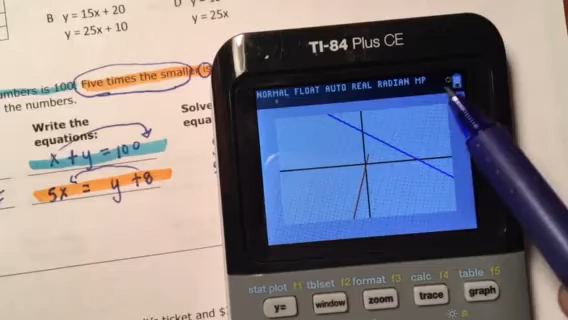 B y = 15x + 20
y = 25x + 10
D
y = 25x
TI-84 Plus CE
NORMAL FLOAT AUTO REAL RADIAN MP
numbers is 100. Five times the smaller is
the numbers.
Write the
equations:
Solve
equa
x + y = 100
5x = y + 8
stat plot f1 tblset f2 format f3 calc f4 table f5
y= window zoom trace graph
ticket and $